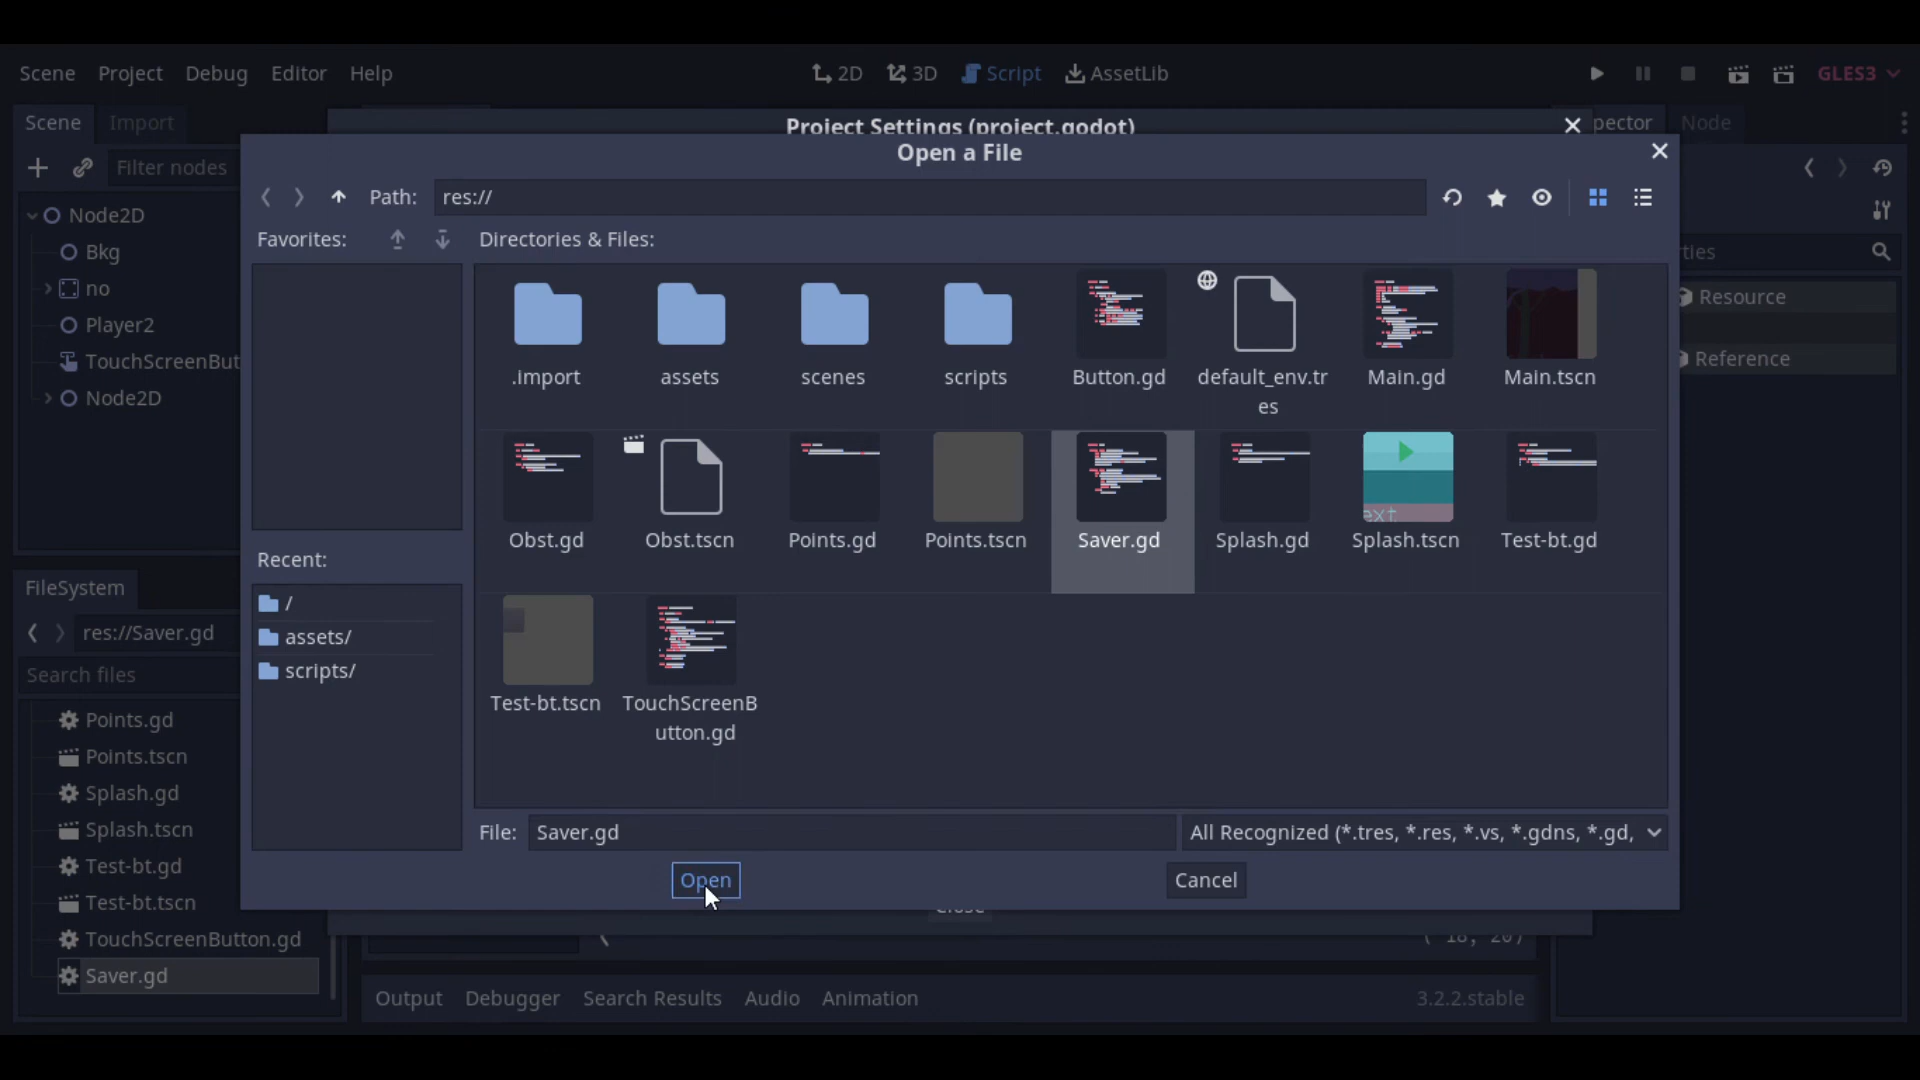 Scene Project Debug Editor Help
2D 3D Script AssetLib
GLES3
Scene Import
Project Settings (project.godot)
pector Node
Open a File
Filter nodes
Path: res://
Favorites: Directories & Files:
Node2D
Bkg
no
Player2
TouchScreenBut
Node2D
.import assets scenes scripts Button.gd default_env.tr
es Main.gd Main.tscn
Obst.gd Obst.tscn Points.gd Points.tscn Saver.gd Splash.gd Splash.tscn Test-bt.gd
ext
Test-bt.tscn TouchScreenB
utton.gd
rties
Resource
Reference
Recent:
/
assets/
scripts/
FileSystem
res://Saver.gd
Search files
Points.gd
Points.tscn
Splash.gd
Splash.tscn
Test-bt.gd
Test-bt.tscn
TouchScreenButton.gd
Saver.gd
File: Saver.gd All Recognized (*.tres, *.res, *.vs, *.gdns, *.gd,
Open Cancel
Close
( 18, 20)
Output Debugger Search Results Audio Animation 3.2.2.stable